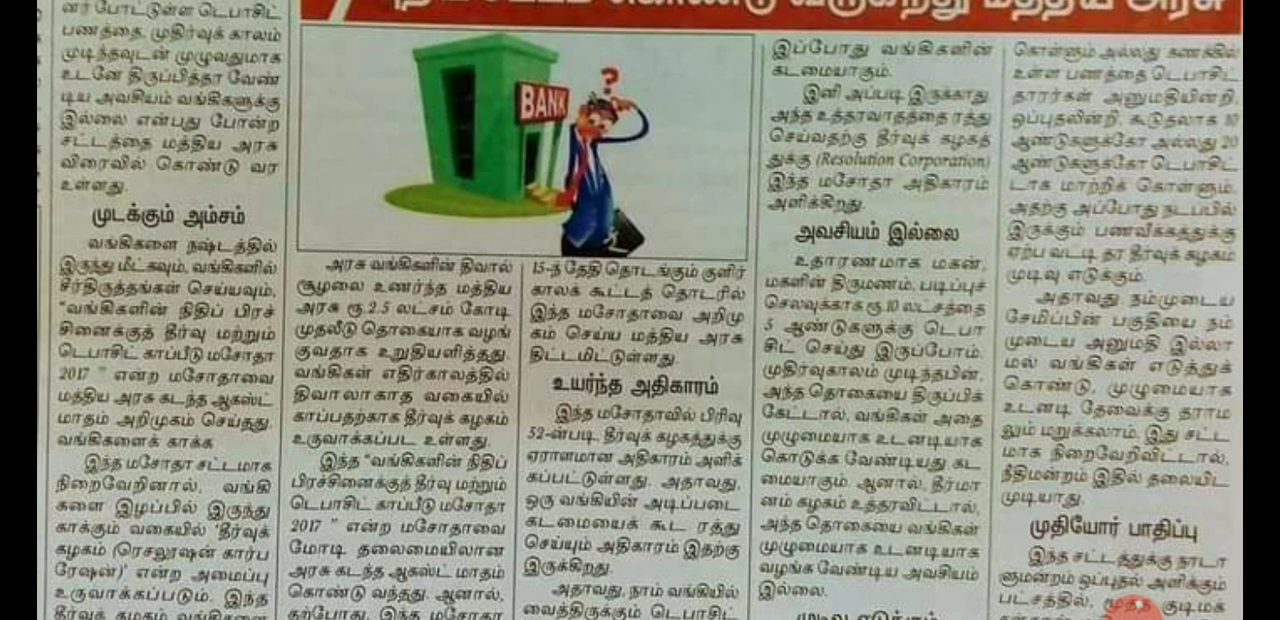 னர் போட்டுள்ள டெபாசிட்
பணத்தை, முதிர்வுக் காலம்
முடிந்தவுடன் முழுவதுமாக
உடனே திருப்பித்தர வேண்
டிய அவசியம் வங்கிகளுக்கு
இல்லை என்பது போன்ற
சட்டத்தை மத்திய அரசு
விரைவில் கொண்டு வர
உள்ளது.
முடக்கும் அம்சம்
வங்கிகளை நஷ்டத்தில்
இருந்து மீட்கவும், வங்கிகளில்
சீர்திருத்தங்கள் செய்யவும்,
"வங்கிகளின் நிதிப் பிரச்
சினைக்குத் தீர்வு மற்றும்
டெபாசிட் காப்பீடு மசோதா
2017 " என்ற மசோதாவை
மத்திய அரசு கடந்த ஆகஸ்ட்
மாதம் அறிமுகம் செய்தது.
வங்கிகளைக் காக்க
இந்த மசோதா சட்டமாக
நிறைவேறினால், வங்கி
களை இழப்பில் இருந்து
காக்கும் வகையில் 'தீர்வுக்
கழகம் (ரெசலூஷன் கார்ப
ரேஷன்)' என்ற அமைப்பு
உருவாக்கப்படும். இந்த
தீர்வுக் கழகம் வங்கிகளை
BANK
?
அரசு வங்கிகளின் திவால்
சூழலை உணர்ந்த மத்திய
அரசு ரூ.2.5 லட்சம் கோடி
முதலீடு தொகையாக வழங்
குவதாக உறுதியளித்தது.
வங்கிகள் எதிர்காலத்தில்
திவாலாகாத வகையில்
காப்பதற்காக தீர்வுக் கழகம்
உருவாக்கப்பட உள்ளது.
இந்த "வங்கிகளின் நிதிப்
பிரச்சினைக்குத் தீர்வு மற்றும்
டெபாசிட் காப்பீடு மசோதா
2017 " என்ற மசோதாவை
மோடி தலைமையிலான
அரசு கடந்த ஆகஸ்ட் மாதம்
கொண்டு வந்தது. ஆனால்,
தற்போது, இந்த மசோதா
15-ந் தேதி தொடங்கும் குளிர்
காலக் கூட்டத் தொடரில்
இந்த மசோதாவை அறிமு
கம் செய்ய மத்திய அரசு
திட்டமிட்டுள்ளது.
உயர்ந்த அதிகாரம்
இந்த மசோதாவில் பிரிவு
52-ன்படி, தீர்வுக் கழகத்துக்கு
ஏராளமான அதிகாரம் அளிக்
கப்பட்டுள்ளது. அதாவது,
ஒரு வங்கியின் அடிப்படை
கடமையைக் கூட ரத்து
செய்யும் அதிகாரம் இதற்கு
இருக்கிறது.
அதாவது, நாம் வங்கியில்
வைத்திருக்கும் டெபாசிட்
இப்போது வங்கிகளின்
கடமையாகும்.
இனி அப்படி இருக்காது
அந்த உத்தரவாதத்தை ரத்து
செய்வதற்கு தீர்வுக் கழகத்
துக்கு (Resolution Corporation)
இந்த மசோதா அதிகாரம்
அளிக்கிறது.
அவசியம் இல்லை
உதாரணமாக மகன்,
மகளின் திருமணம், படிப்புச்
செலவுக்காக ரூ.10 லட்சத்தை
5 ஆண்டுகளுக்கு டெபா
சிட் செய்து இருப்போம்.
முதிர்வுகாலம் முடிந்தபின்,
அந்த தொகையை திருப்பிக்
கேட்டால், வங்கிகள் அதை
முழுமையாக உடனடியாக
கொடுக்க வேண்டியது கட
மையாகும். ஆனால், தீர்மா
னம் கழகம் உத்தரவிட்டால்,
அந்த தொகையை வங்கிகள்
முழுமையாக உடனடியாக
வழங்க வேண்டிய அவசியம்
இல்லை.
முடிவு எடுக்கும்
கொள்ளும் அல்லது கணக்கில்
உள்ள பணத்தை டெபாசிட்
தாரர்கள் அனுமதியின்றி,
ஒப்புதலின்றி, கூடுதலாக 10
ஆண்டுகளுக்கோ அல்லது 20
ஆண்டுகளுக்கோ டெபாசிட்
டாக மாற்றிக் கொள்ளும்.
அதற்கு அப்போது நடப்பில்
இருக்கும் பணவீக்கத்துக்கு
ஏற்ப வட்டி தர தீர்வுக் கழகம்
முடிவு எடுக்கும்.
அதாவது நம்முடைய
சேமிப்பின் பகுதியை நம்
முடைய அனுமதி இல்லா
மல் வங்கிகள் எடுத்துக்
கொண்டு, முழுமையாக
உடனடி தேவைக்கு தராம
லும் மறுக்கலாம். இது சட்ட
மாக நிறைவேறிவிட்டால்,
நீதிமன்றம் இதில் தலையிட
முடியாது.
முதியோர் பாதிப்பு
இந்த சட்டத்துக்கு நாடா
ளுமன்றம் ஒப்புதல் அளிக்கும்
பட்சத்தில், மூத்த குடிமக்